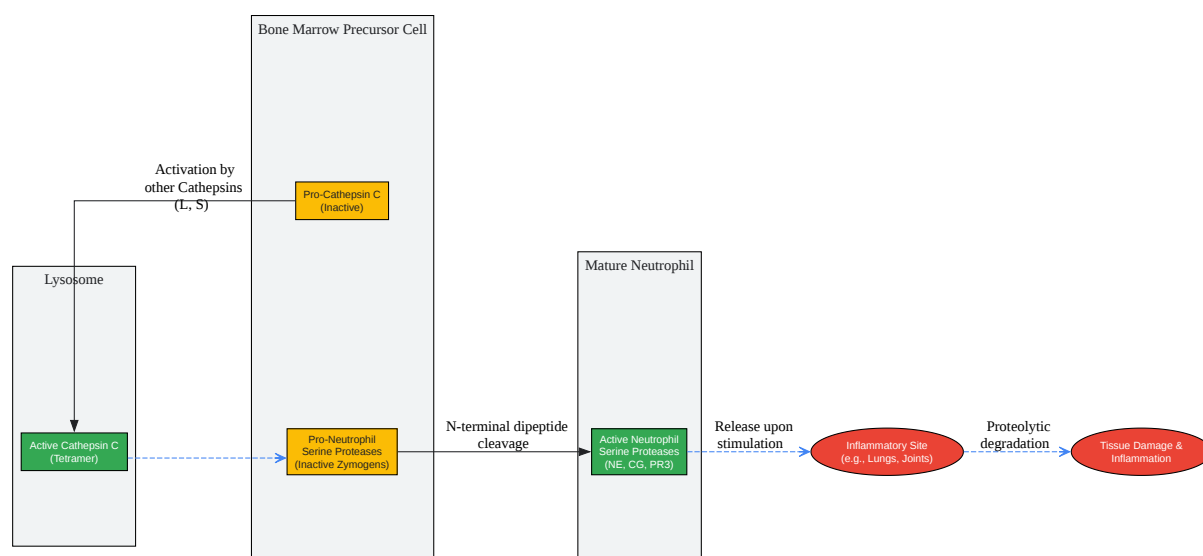 Bone Marrow Precursor Cell
Activation by
other Cathepsins
(L, S)
Pro-Cathepsin C
(Inactive)
Lysosome
Mature Neutrophil
Active Cathepsin C
(Tetramer)
Pro-Neutrophil
Serine Proteases
(Inactive Zymogens)
N-terminal dipeptide
cleavage
Active Neutrophil
Serine Proteases
(NE, CG, PR3)
Release upon
stimulation
Inflammatory Site
(e.g., Lungs, Joints)
Proteolytic
degradation
Tissue Damage &
Inflammation